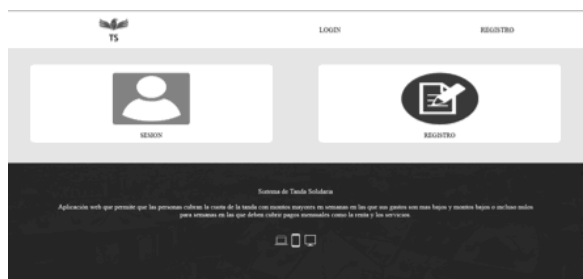 TS
LOGIN
REGISTRO
SESION
REGISTRO
Sistema de Tanda Solidaria
Aplicación web que permite que las personas cubran la cuota de la tanda con montos mayores en semanas en las que sus gastos son mas bajos y montos bajos o incluso nulos
para semanas en las que deben cubrir pagos mensuales como la renta y los servicios.